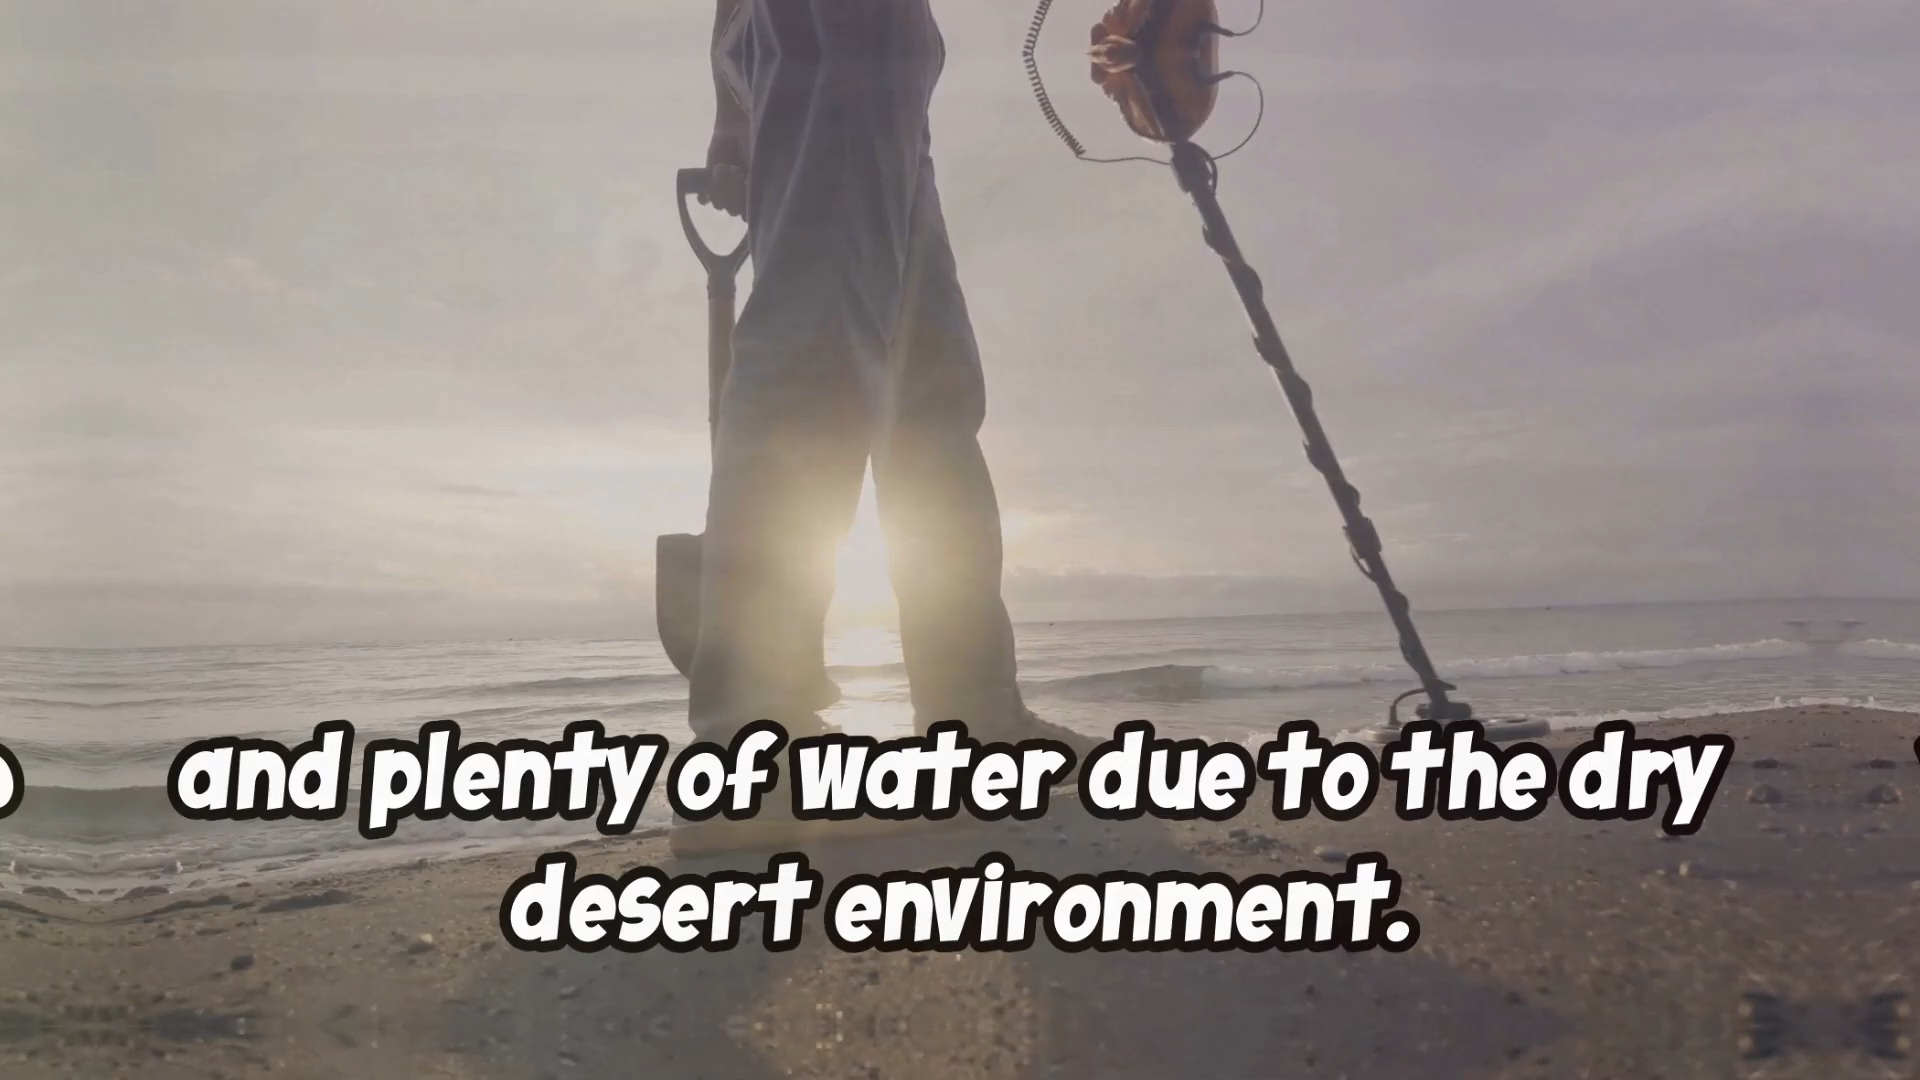 and plenty of water due to the dry
desert environment.